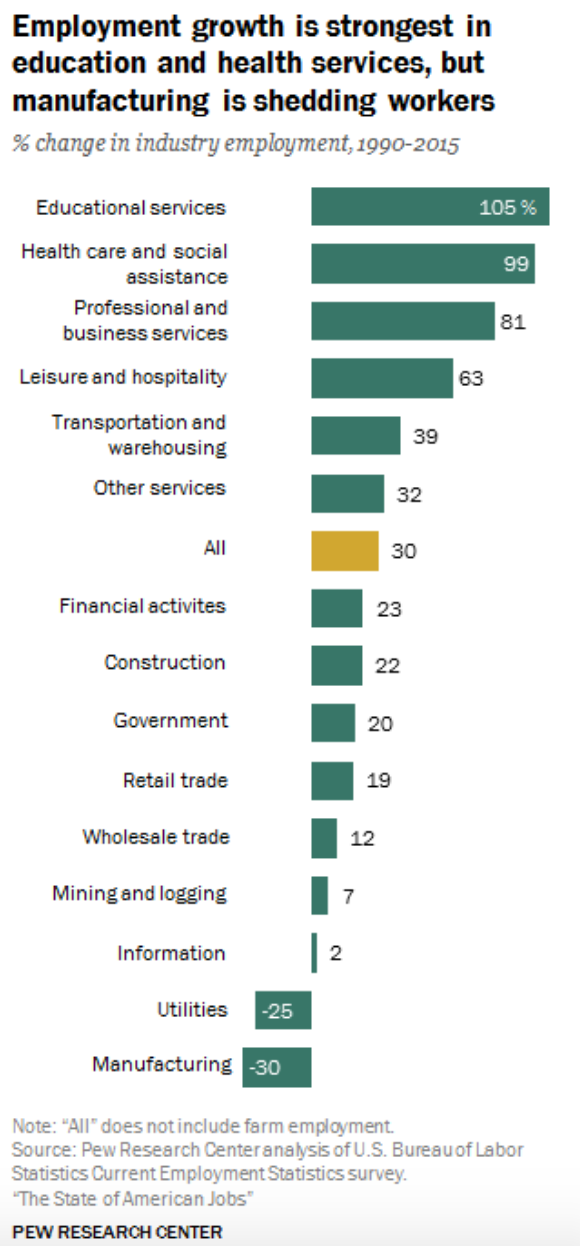 Employment growth is strongest in
education and health services, but
manufacturing is shedding workers
% change in industry employment, 1990-2015
Educational services 105 %
Health care and social
assistance 99
Professional and
business services 81
Leisure and hospitality 63
Transportation and
warehousing 39
Other services 32
All 30
Financial activites 23
Construction 22
Government 20
Retail trade 19
Wholesale trade 12
Mining and logging 7
Information 2
Utilities -25
Manufacturing -30
Note: “All” does not include farm employment.
Source: Pew Research Center analysis of U.S. Bureau of Labor
Statistics Current Employment Statistics survey.
“The State of American Jobs”
PEW RESEARCH CENTER